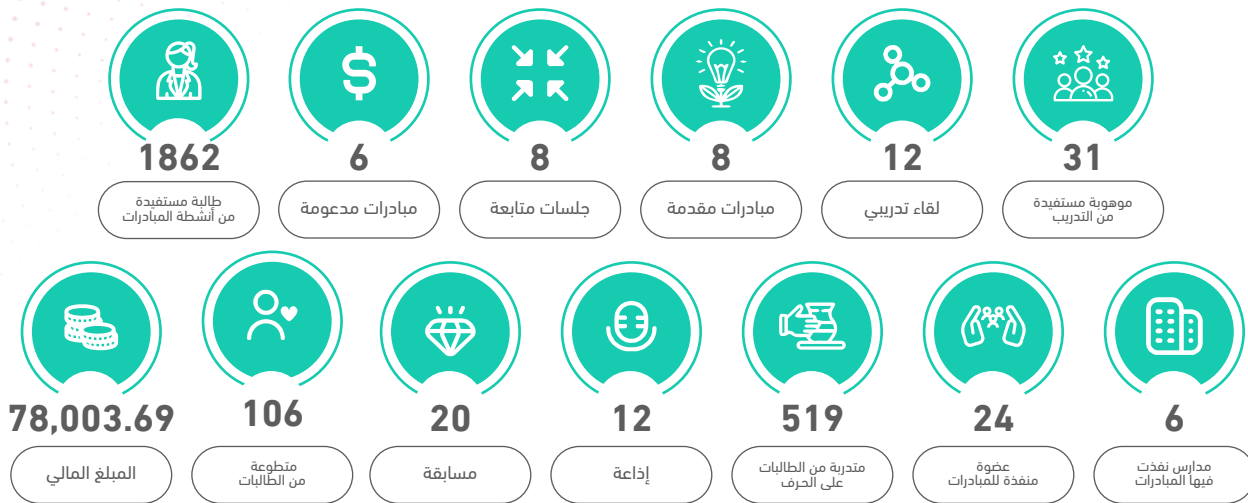 31
موهوبة مستفيدة
من التدريب
12
لقاء تدريبي
8
مبادرات مقدمة
8
جلسات متابعة
6
مبادرات مدعومة
1862
طالبة مستفيدة
من أنشطة المبادرات
6
مدارس نفذت
فيها المبادرات
24
عضوة
منفذة للمبادرات
519
متدربة من الطالبات
على الحرف
12
إذاعة
20
مسابقة
106
متطوعة
من الطالبات
78,003.69
المبلغ المالي